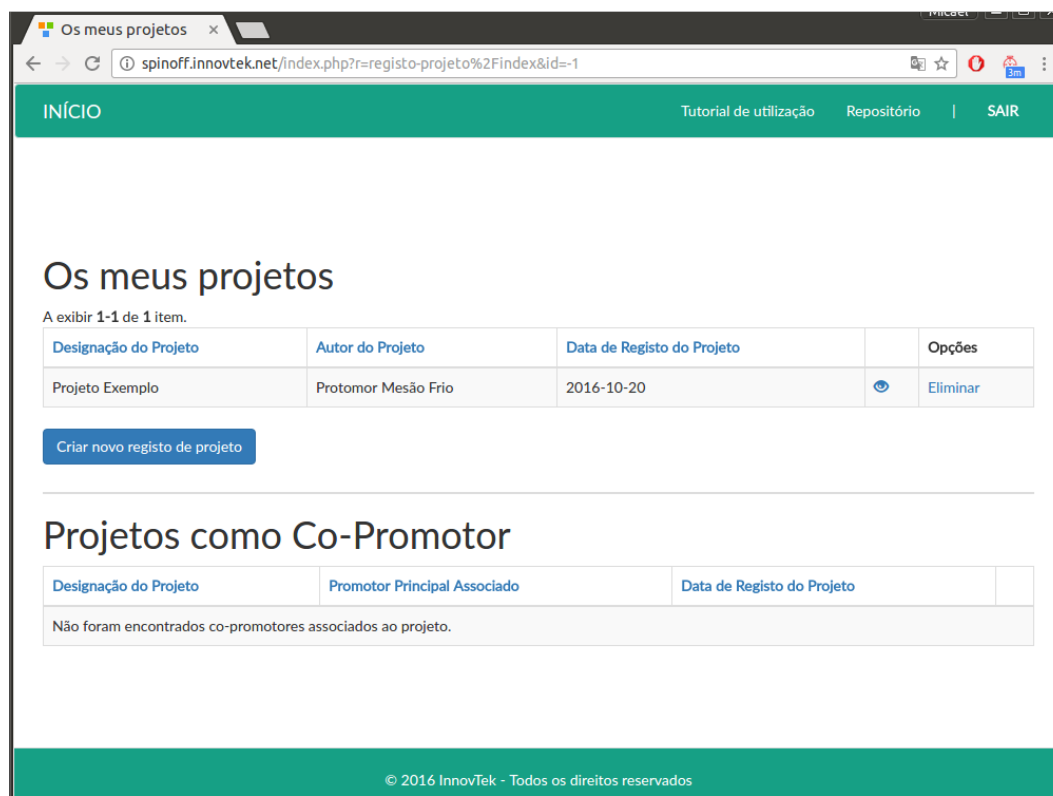 Micael
Os meus projetos ×
spinoff.innovtek.net/index.php?r=registo-projeto%2Findex&id=-1
3m
INÍCIO Tutorial de utilização Repositório | SAIR
Os meus projetos
A exibir 1-1 de 1 item.
Designação do Projeto Autor do Projeto Data de Registo do Projeto Opções
Projeto Exemplo Protomor Mesão Frio 2016-10-20 Eliminar
Criar novo registo de projeto
Projetos como Co-Promotor
Designação do Projeto Promotor Principal Associado Data de Registo do Projeto
Não foram encontrados co-promotores associados ao projeto.
© 2016 InnovTek - Todos os direitos reservados